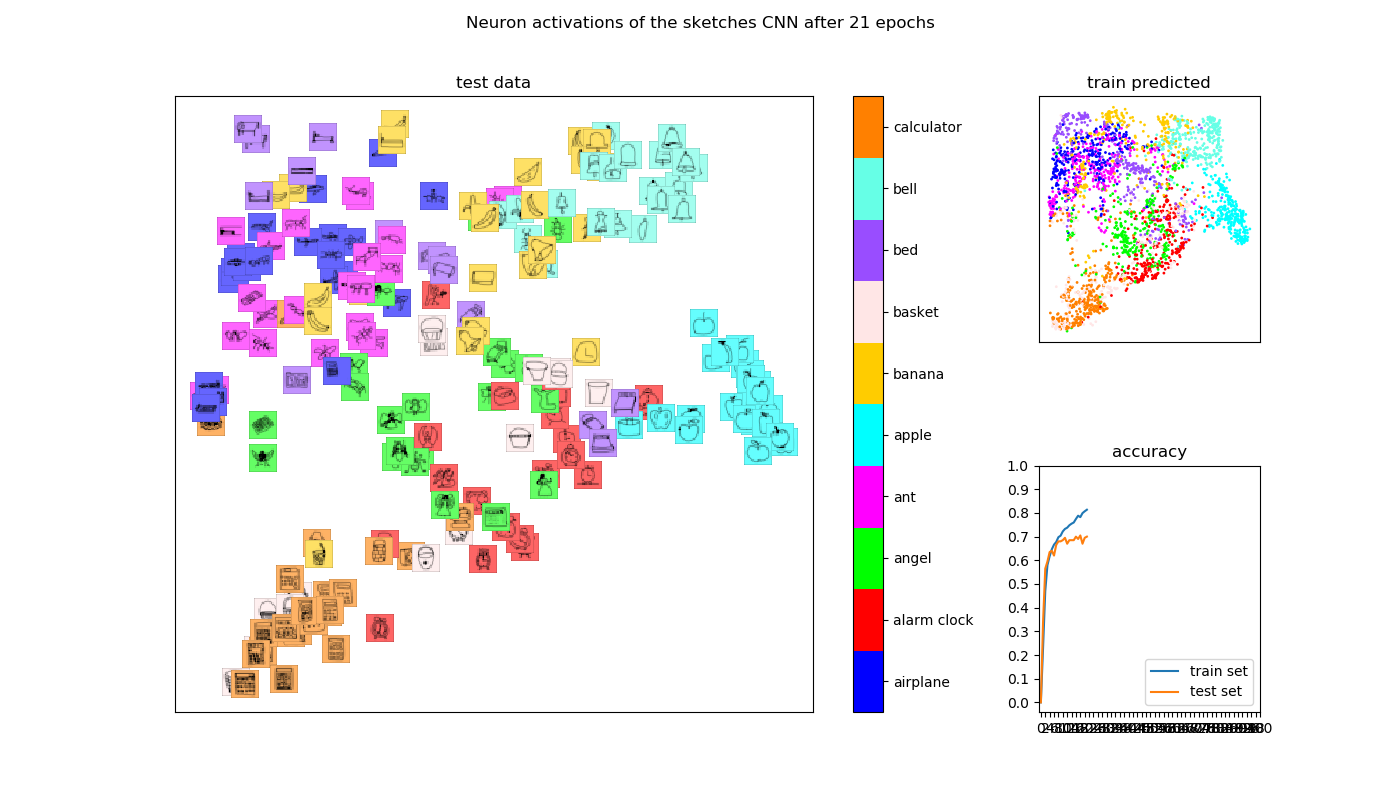 Neuron activations of the sketches CNN after 21 epochs
test data
calculator
bell
bed
basket
banana
apple
ant
angel
alarm clock
airplane
train predicted
accuracy
1.0
0.9
0.8
0.7
0.6
0.5
0.4
0.3
0.2
0.1
0.0
train set
test set